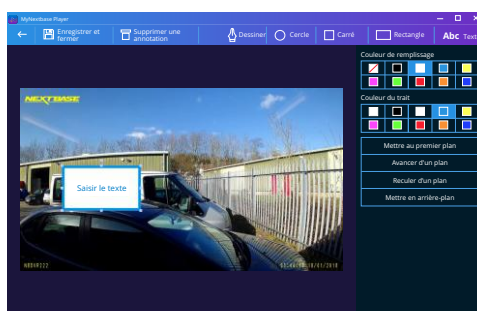 MyNextbase Player
Enregistrer et fermer
Supprimer une annotation
Dessiner
Cercle
Carré
Rectangle
Abc Text
Couleur de remplissage
Couleur du trait
Mettre au premier plan
Avancer d'un plan
Reculer d'un plan
Mettre en arrière-plan
NEXTBASE
Saisir le texte